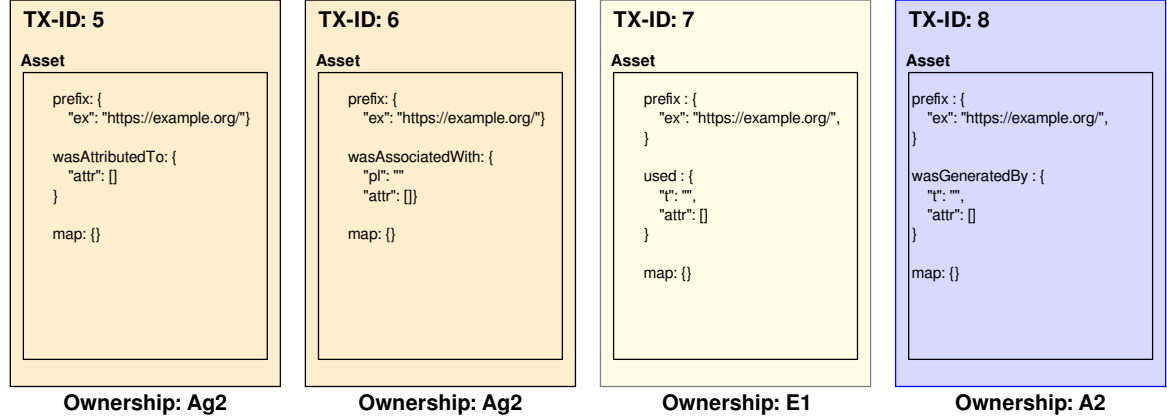 TX-ID: 5
Asset
prefix: {
"ex": "https://example.org/"}
wasAttributedTo: {
"attr": []
}
map: {}
Ownership: Ag2
TX-ID: 6
Asset
prefix: {
"ex": "https://example.org/"}
wasAssociatedWith: {
"pl": ""
"attr": []}
map: {}
Ownership: Ag2
TX-ID: 7
Asset
prefix : {
"ex": "https://example.org/",
}
used : {
"t": "",
"attr": []
}
map: {}
Ownership: E1
TX-ID: 8
Asset
prefix : {
"ex": "https://example.org/",
}
wasGeneratedBy : {
"t": "",
"attr": []
}
map: {}
Ownership: A2